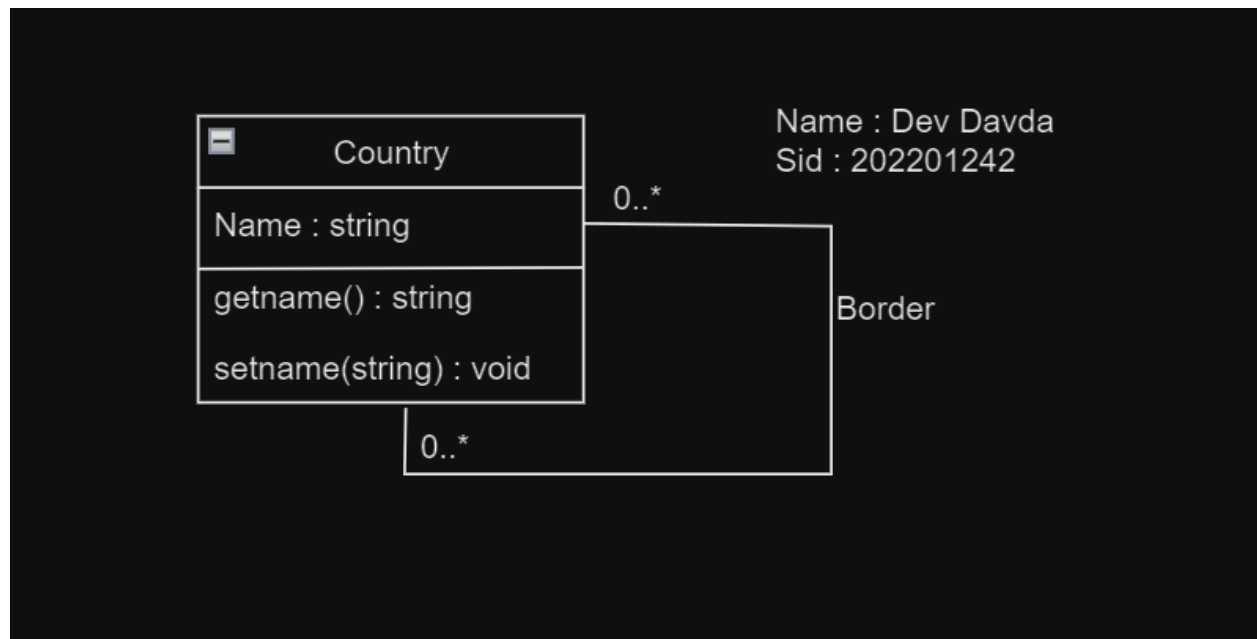 Country
Name : string
getname() : string
setname(string) : void
0..*
0..*
Border
Name : Dev Davda
Sid : 202201242